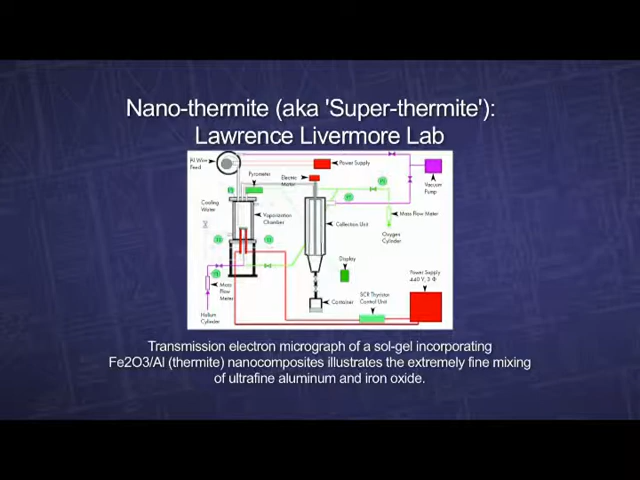 Nano-thermite (aka 'Super-thermite'):
Lawrence Livermore Lab
Al Wire
Feed
Pyrometer
Electric
Motor
Power Supply
Vacuum
Pump
Cooling
Water
Vaporization
Chamber
Collection Unit
Mass Flow Meter
Oxygen
Cylinder
Display
Mass
Flow
Meter
Helium
Cylinder
Container
SCR Thyristor
Control Unit
Power Supply
440 V, 3 Φ
Transmission electron micrograph of a sol-gel incorporating
Fe2O3/Al (thermite) nanocomposites illustrates the extremely fine mixing
of ultrafine aluminum and iron oxide.